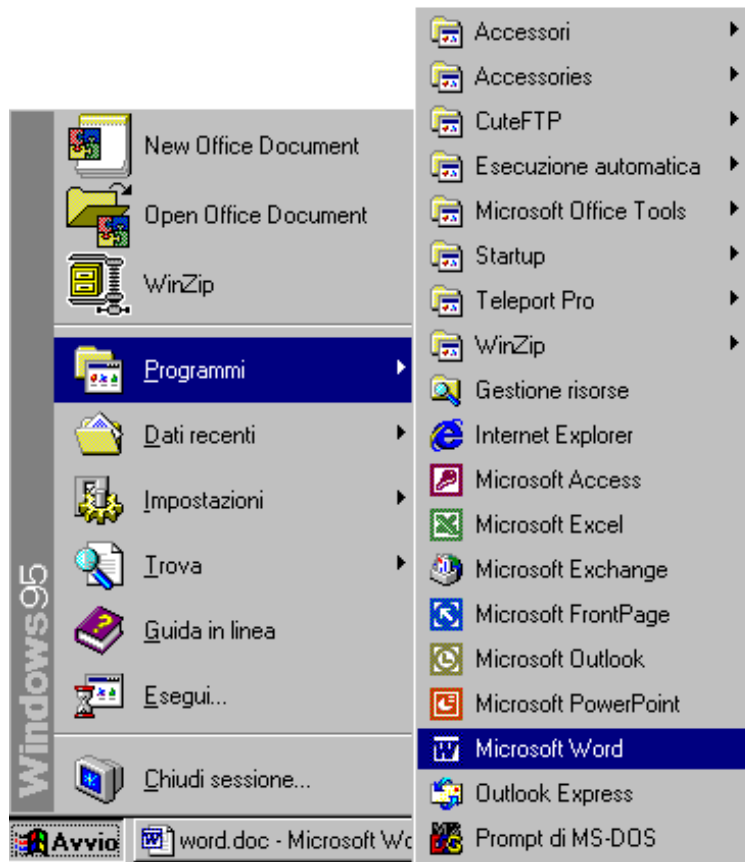 New Office Document
Open Office Document
WinZip
Programmi
Dati recenti
Impostazioni
Trova
Guida in linea
Esegui...
Chiudi sessione...
Windows95
Avvio
word.doc - Microsoft Wo
Accessori
Accessories
CuteFTP
Esecuzione automatica
Microsoft Office Tools
Startup
Teleport Pro
WinZip
Gestione risorse
Internet Explorer
Microsoft Access
Microsoft Excel
Microsoft Exchange
Microsoft FrontPage
Microsoft Outlook
Microsoft PowerPoint
Microsoft Word
Outlook Express
Prompt di MS-DOS